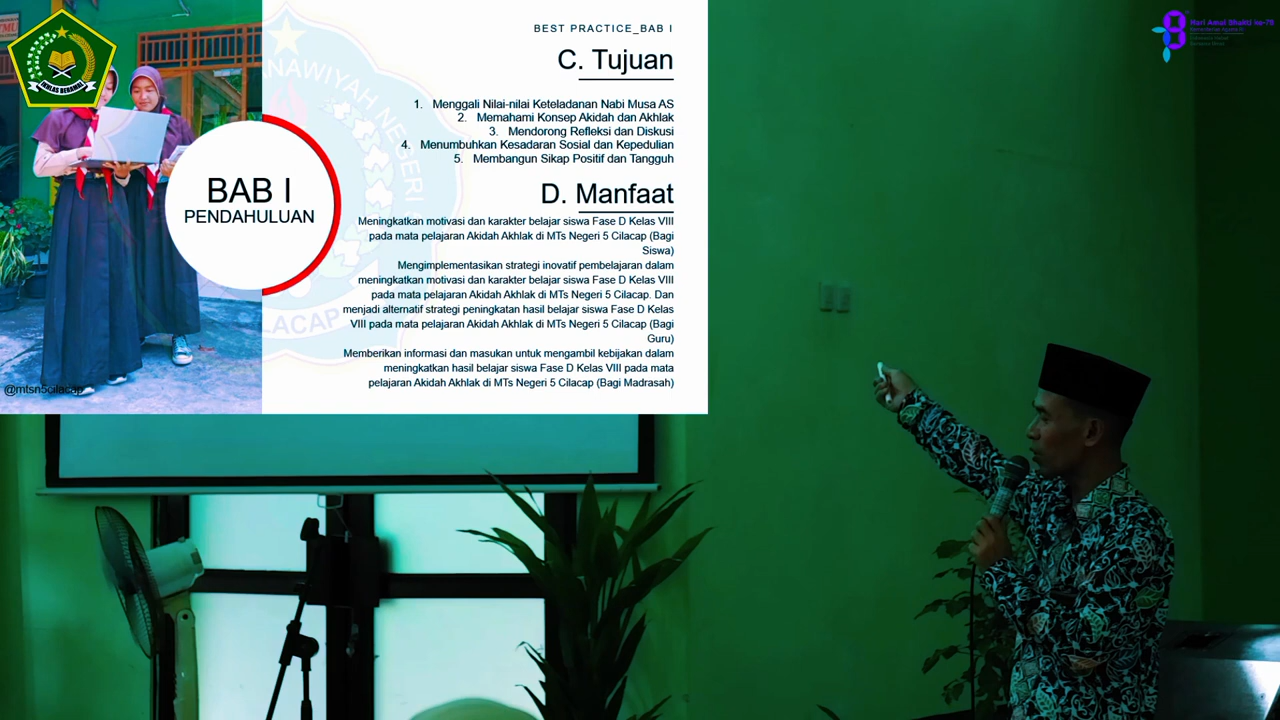 BEST PRACTICE_BAB I
C. Tujuan
1. Menggali Nilai-nilai Keteladanan Nabi Musa AS
2. Memahami Konsep Akidah dan Akhlak
3. Mendorong Refleksi dan Diskusi
4. Menumbuhkan Kesadaran Sosial dan Kepedulian
5. Membangun Sikap Positif dan Tangguh
BAB I
PENDAHULUAN
D. Manfaat
Meningkatkan motivasi dan karakter belajar siswa Fase D Kelas VIII
pada mata pelajaran Akidah Akhlak di MTs Negeri 5 Cilacap (Bagi
Siswa)
Mengimplementasikan strategi inovatif pembelajaran dalam
meningkatkan motivasi dan karakter belajar siswa Fase D Kelas VIII
pada mata pelajaran Akidah Akhlak di MTs Negeri 5 Cilacap. Dan
menjadi alternatif strategi peningkatan hasil belajar siswa Fase D Kelas
VIII pada mata pelajaran Akidah Akhlak di MTs Negeri 5 Cilacap (Bagi
Guru)
Memberikan informasi dan masukan untuk mengambil kebijakan dalam
meningkatkan hasil belajar siswa Fase D Kelas VIII pada mata
pelajaran Akidah Akhlak di MTs Negeri 5 Cilacap (Bagi Madrasah)
@mtsn5cilacap
IKHLAS BERAMAL
Hari Amal Bhakti ke-78
Kementerian Agama RI